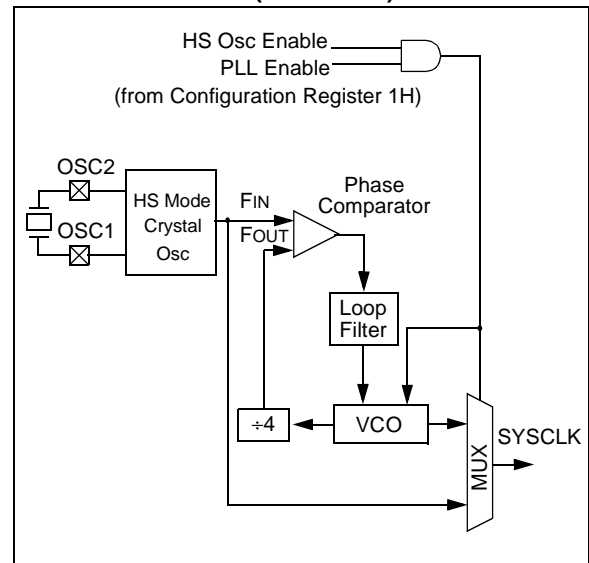 HS Osc Enable
PLL Enable
(from Configuration Register 1H)
OSC2
OSC1
HS Mode
Crystal
Osc
FIN
FOUT
Phase
Comparator
Loop
Filter
÷4
VCO
MUX
SYSCLK